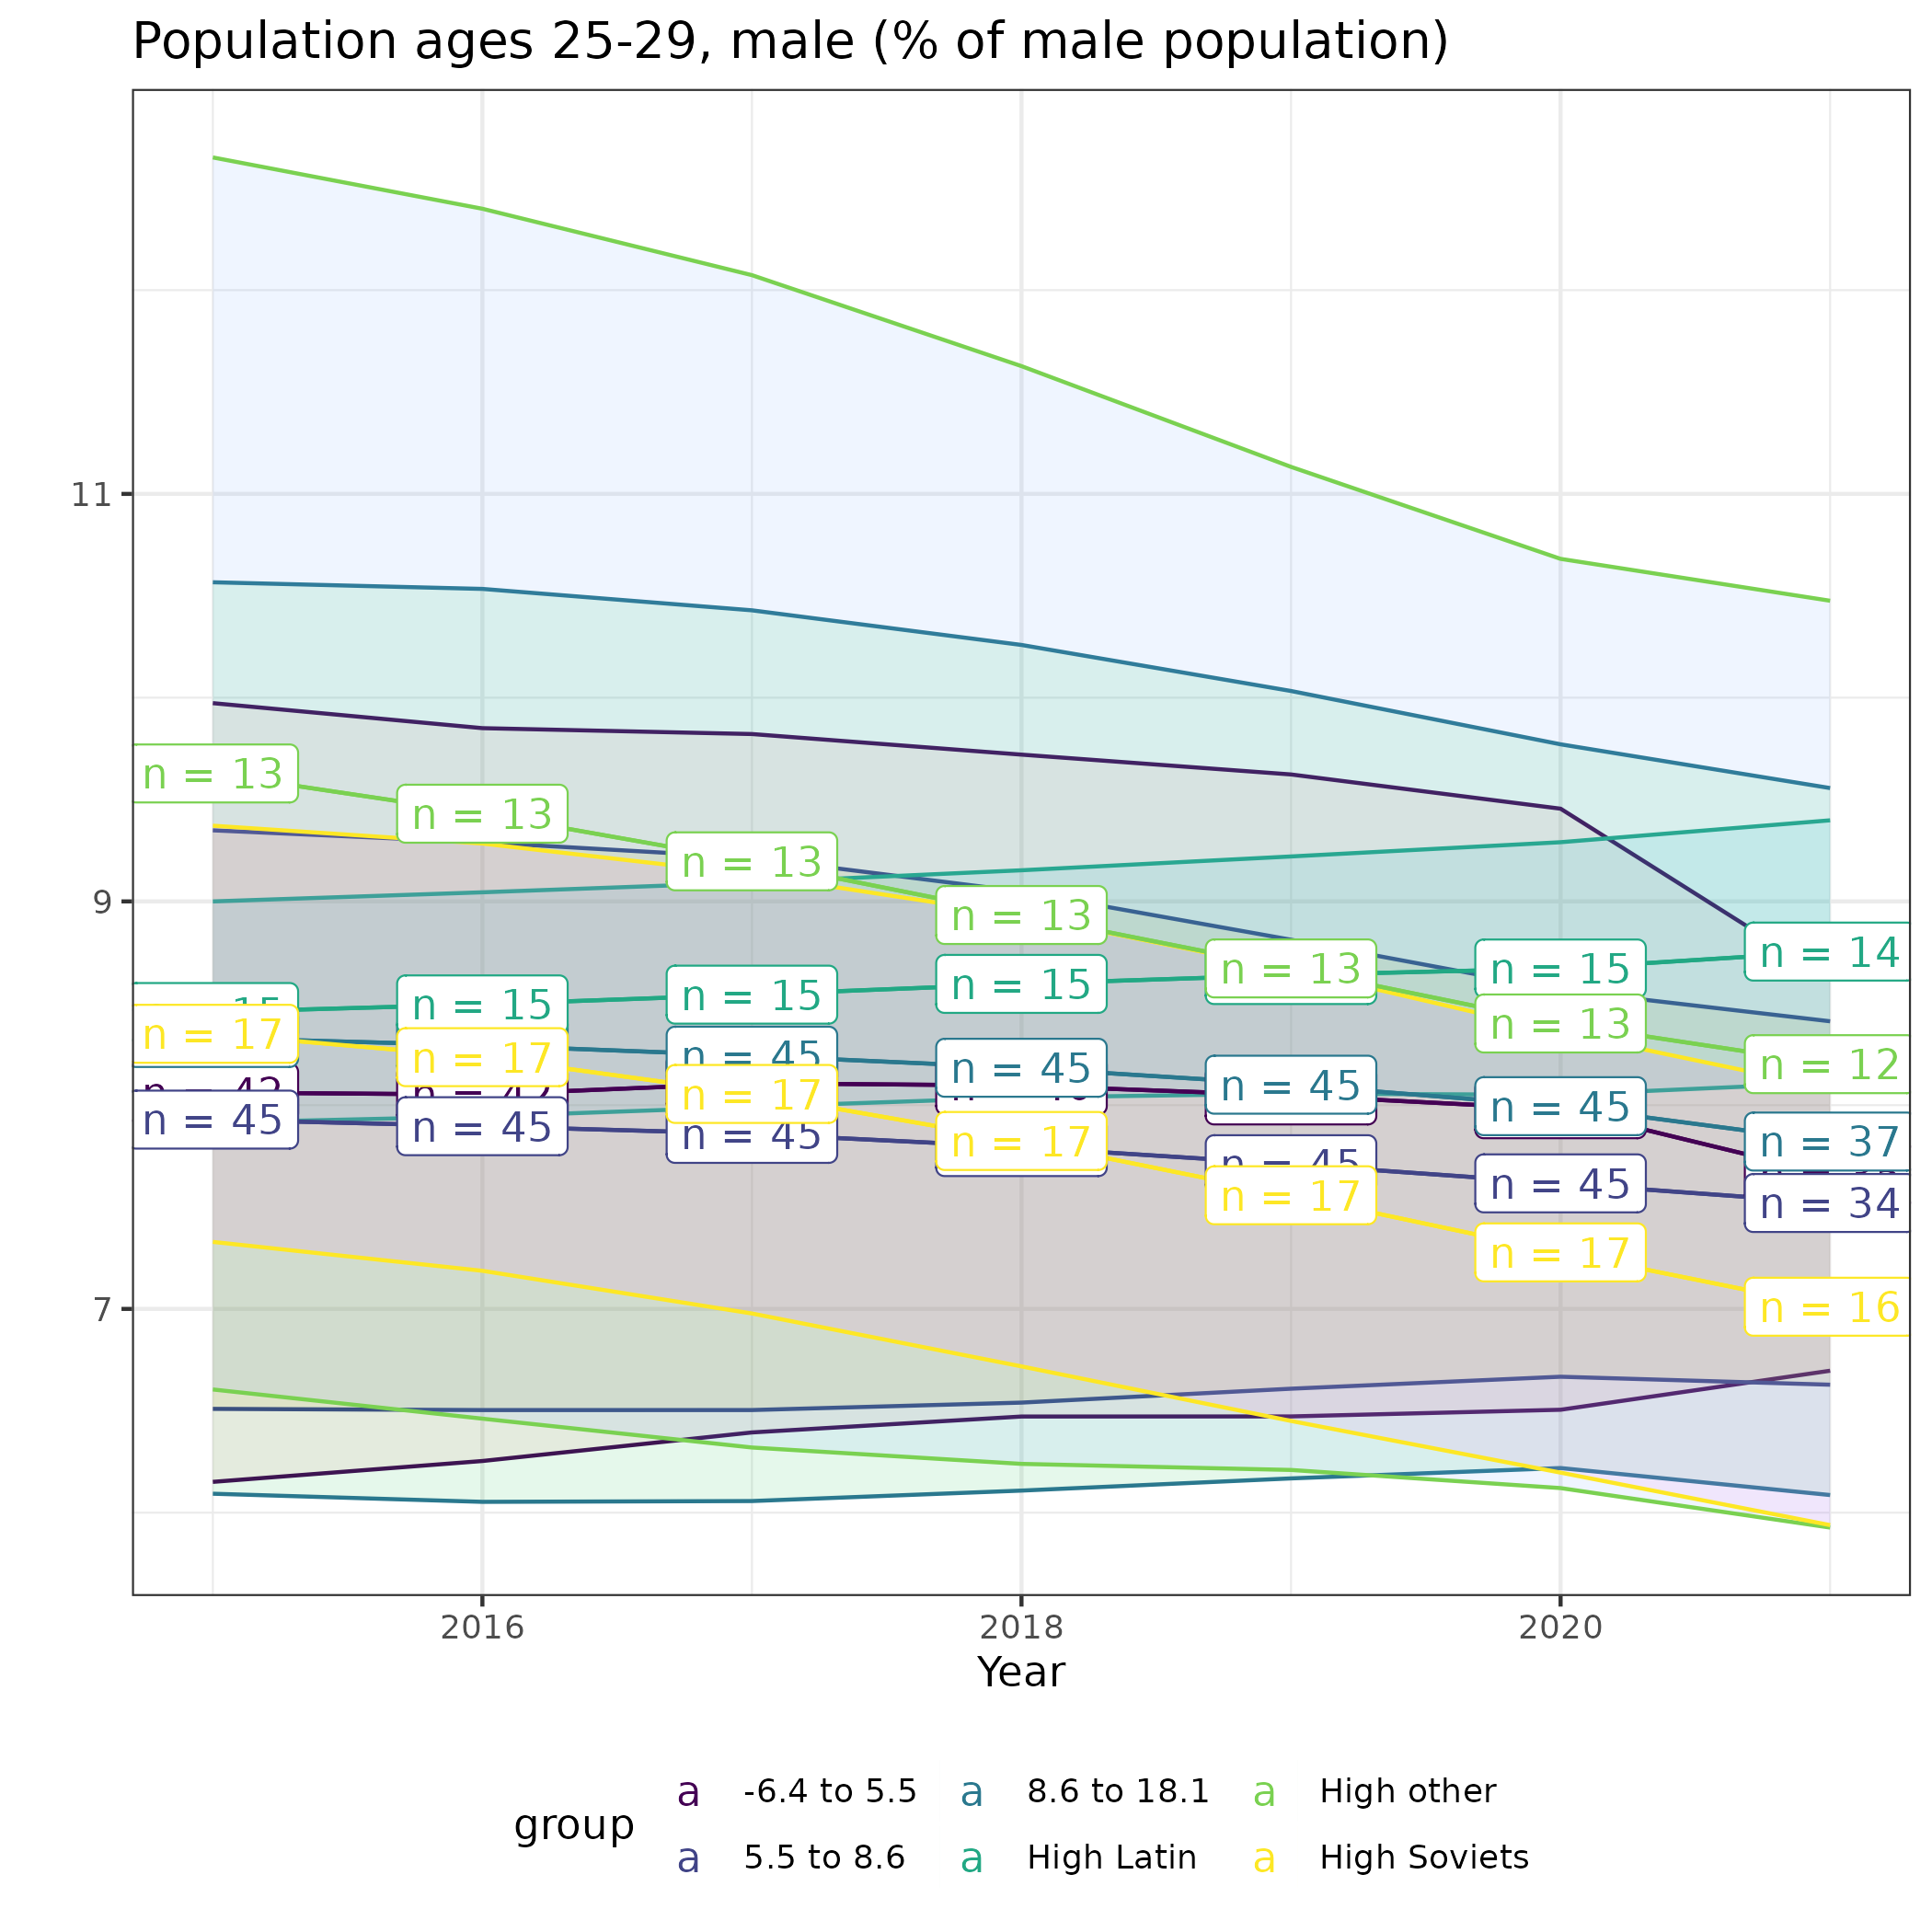 Population ages 25-29, male (% of male population)
11
9
7
n = 13
n = 13
n = 13
n = 13
n = 13
n = 15
n = 14
n = 15
n = 15
n = 15
n = 13
n = 12
n = 17
n = 17
n = 45
n = 45
n = 45
n = 45
n = 37
n = 45
n = 45
n = 17
n = 45
n = 17
n = 45
n = 45
n = 34
n = 17
n = 17
n = 16
2016
2018
2020
Year
group
-6.4 to 5.5
8.6 to 18.1
High other
5.5 to 8.6
High Latin
High Soviets
a
a
a
a
a
a